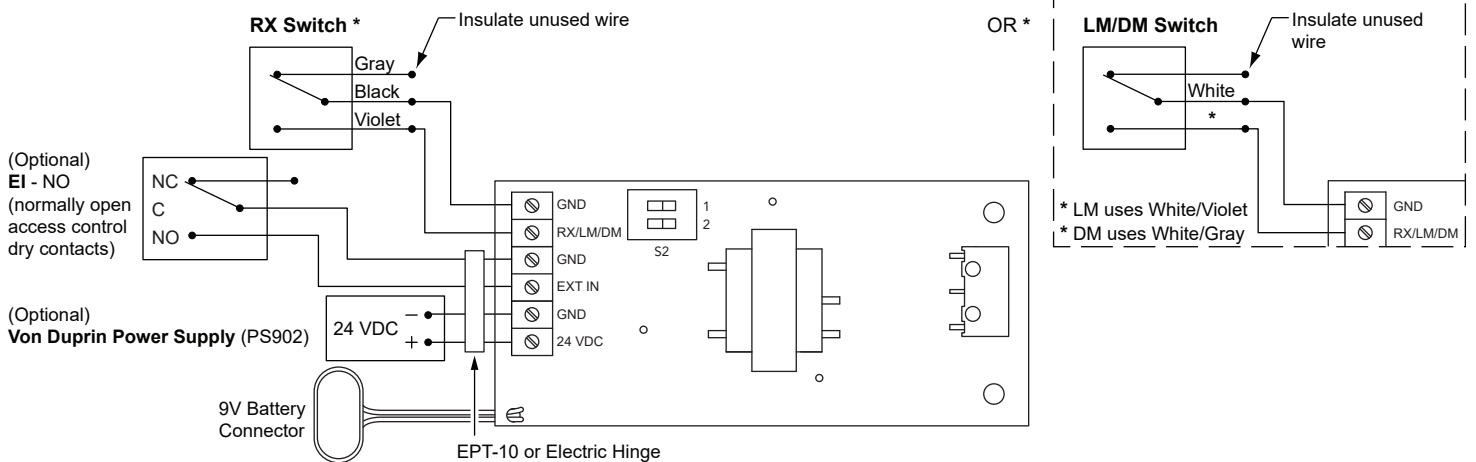 RX Switch *
Insulate unused wire
Gray
Black
Violet
OR *
LM/DM Switch
Insulate unused
wire
White
*
* LM uses White/Violet
* DM uses White/Gray
GND
RX/LM/DM
(Optional)
EI - NO
(normally open
access control
dry contacts)
NC
C
NO
GND
RX/LM/DM
GND
EXT IN
GND
24 VDC
1
2
S2
(Optional)
Von Duprin Power Supply (PS902)
24 VDC
−
+
9V Battery
Connector
EPT-10 or Electric Hinge